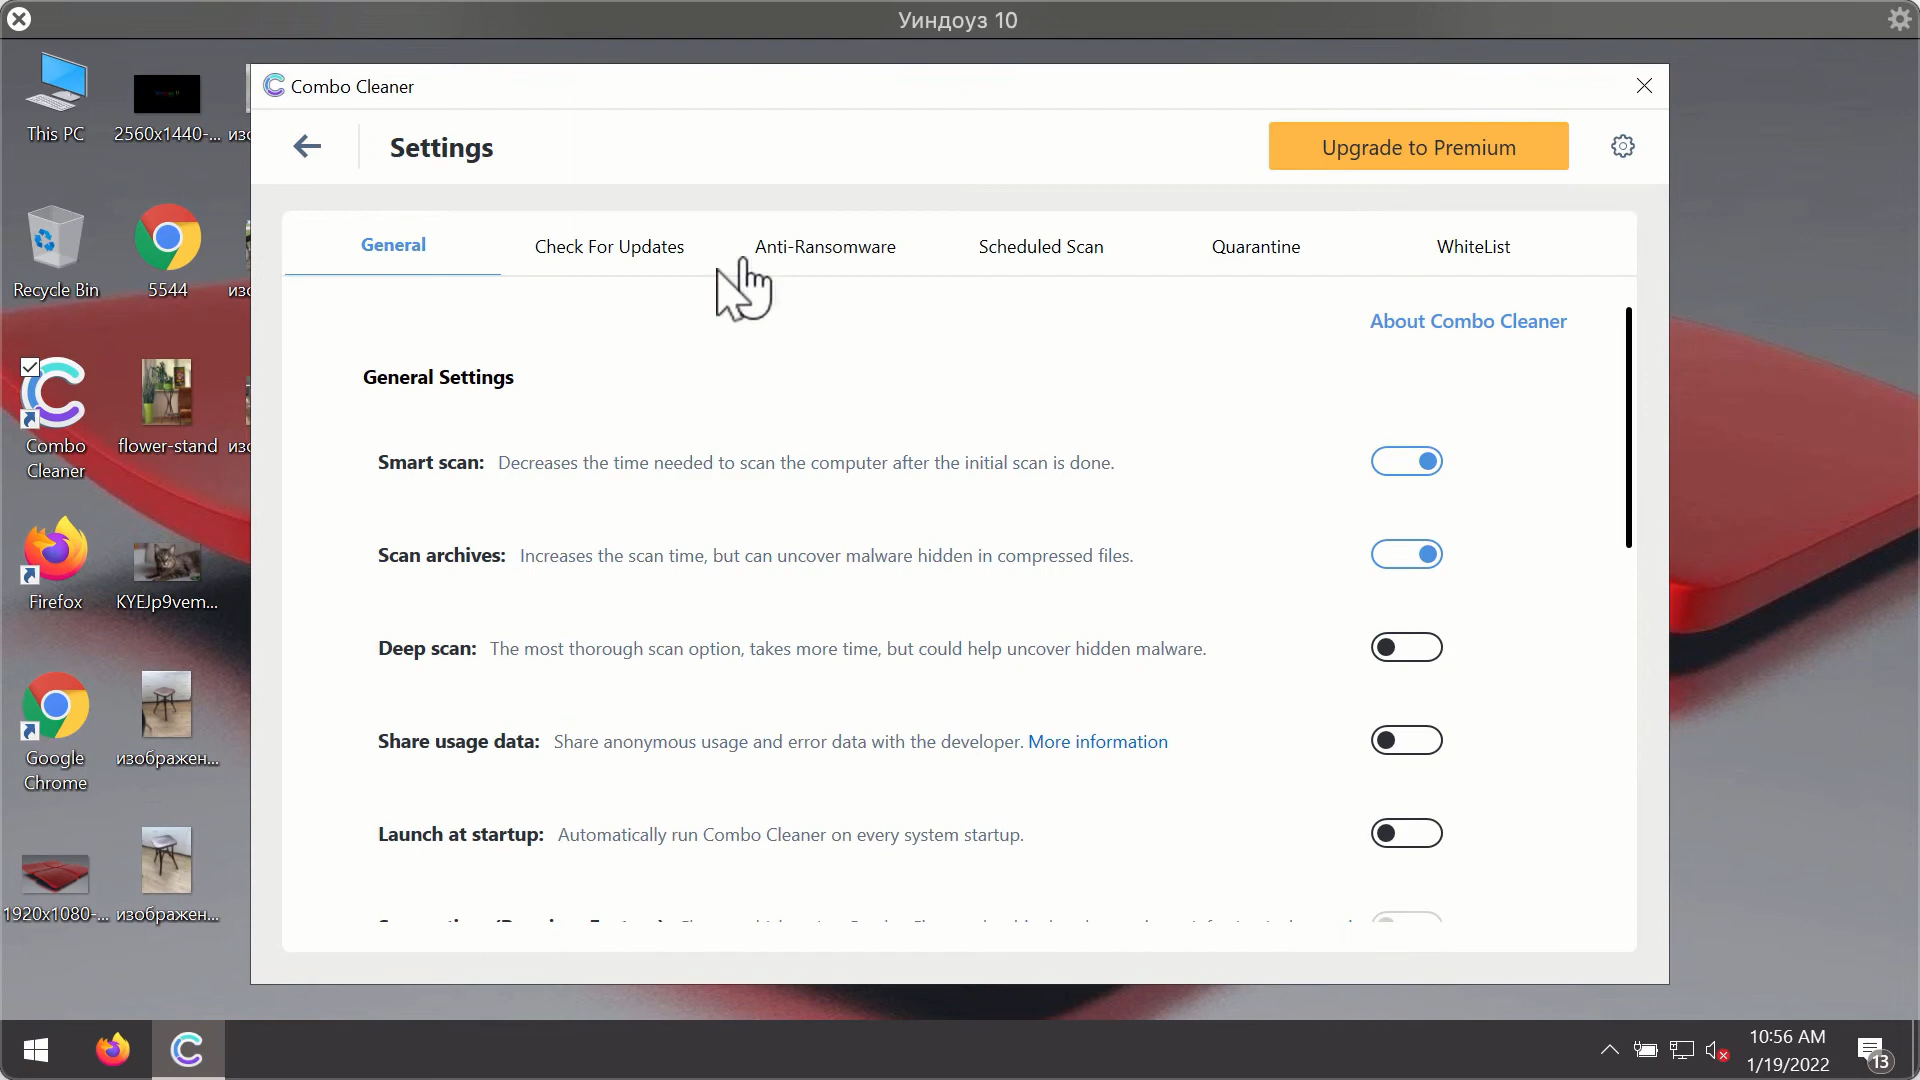 Уиндоуз 10
This PC
2560x1440-...
изо
Combo Cleaner
Settings
Upgrade to Premium
General
Check For Updates
Anti-Ransomware
Scheduled Scan
Quarantine
WhiteList
Recycle Bin
5544
изо
About Combo Cleaner
General Settings
Combo
Cleaner
flower-stand
изо
Smart scan: Decreases the time needed to scan the computer after the initial scan is done.
Scan archives: Increases the scan time, but can uncover malware hidden in compressed files.
Firefox
KYEJp9vem...
Deep scan: The most thorough scan option, takes more time, but could help uncover hidden malware.
Share usage data: Share anonymous usage and error data with the developer. More information
Google
Chrome
изображен...
Launch at startup: Automatically run Combo Cleaner on every system startup.
1920x1080-...
изображен...
10:56 AM
1/19/2022
13